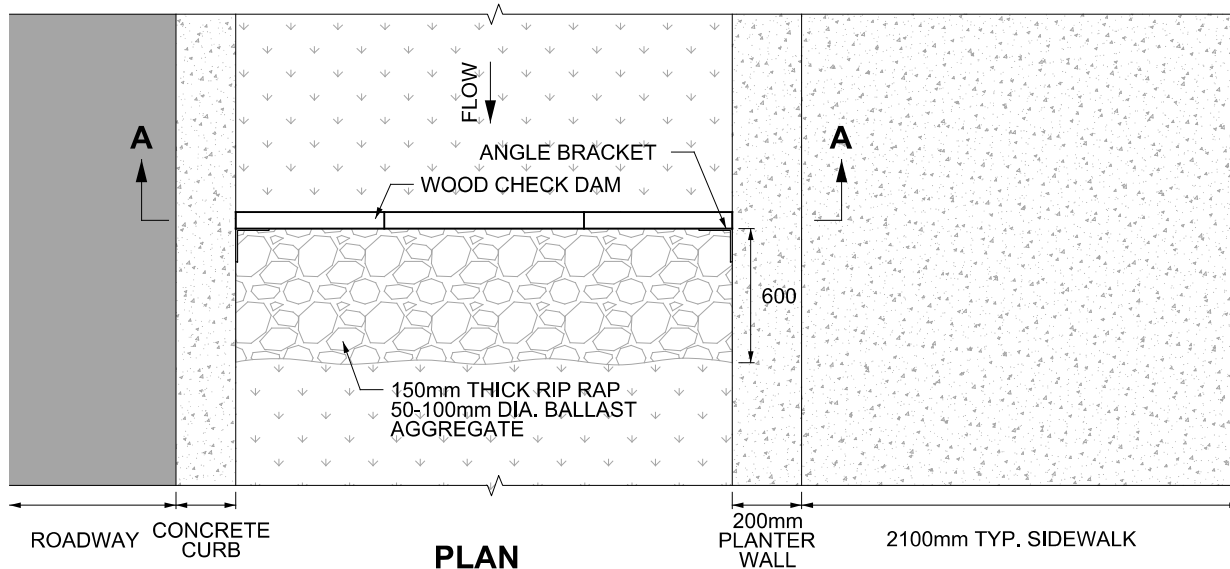 FLOW
A
A
ANGLE BRACKET
WOOD CHECK DAM
600
150mm THICK RIP RAP
50-100mm DIA. BALLAST
AGGREGATE
ROADWAY
CONCRETE
CURB
PLAN
200mm
PLANTER
WALL
2100mm TYP. SIDEWALK